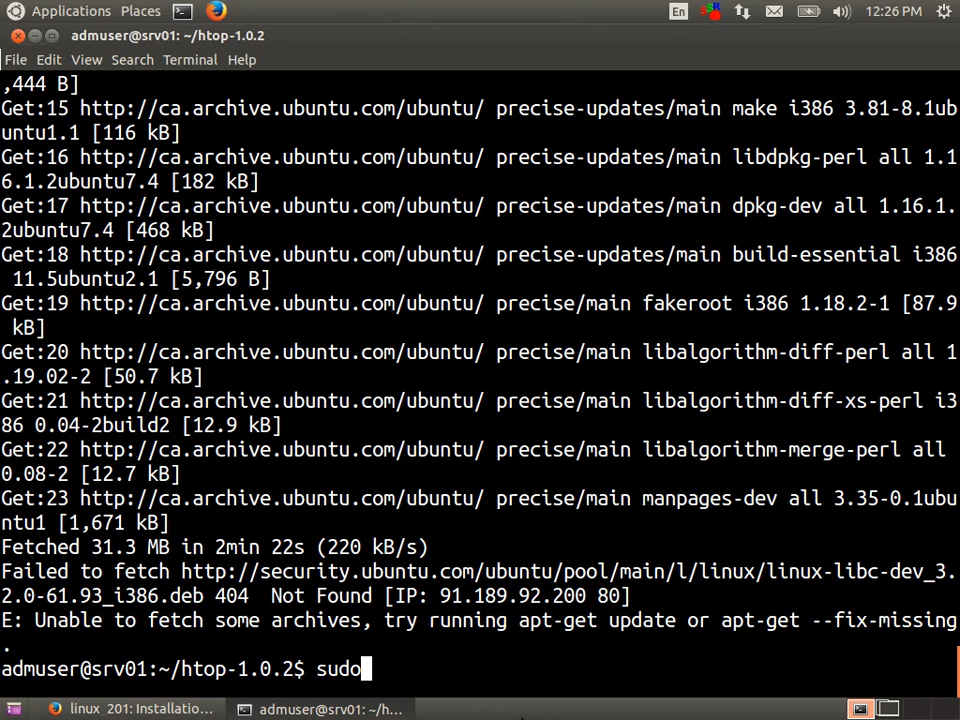 Applications Places En 12:26 PM
admuser@srv01: ~/htop-1.0.2
File Edit View Search Terminal Help
,444 B]
Get:15 http://ca.archive.ubuntu.com/ubuntu/ precise-updates/main make i386 3.81-8.1ub
untu1.1 [116 kB]
Get:16 http://ca.archive.ubuntu.com/ubuntu/ precise-updates/main libdpkg-perl all 1.1
6.1.2ubuntu7.4 [182 kB]
Get:17 http://ca.archive.ubuntu.com/ubuntu/ precise-updates/main dpkg-dev all 1.16.1.
2ubuntu7.4 [468 kB]
Get:18 http://ca.archive.ubuntu.com/ubuntu/ precise-updates/main build-essential i386
 11.5ubuntu2.1 [5,796 B]
Get:19 http://ca.archive.ubuntu.com/ubuntu/ precise/main fakeroot i386 1.18.2-1 [87.9
 kB]
Get:20 http://ca.archive.ubuntu.com/ubuntu/ precise/main libalgorithm-diff-perl all 1
.19.02-2 [50.7 kB]
Get:21 http://ca.archive.ubuntu.com/ubuntu/ precise/main libalgorithm-diff-xs-perl i3
86 0.04-2build2 [12.9 kB]
Get:22 http://ca.archive.ubuntu.com/ubuntu/ precise/main libalgorithm-merge-perl all
0.08-2 [12.7 kB]
Get:23 http://ca.archive.ubuntu.com/ubuntu/ precise/main manpages-dev all 3.35-0.1ubu
ntu1 [1,671 kB]
Fetched 31.3 MB in 2min 22s (220 kB/s)
Failed to fetch http://security.ubuntu.com/ubuntu/pool/main/l/linux/linux-libc-dev_3.
2.0-61.93_i386.deb 404  Not Found [IP: 91.189.92.200 80]
E: Unable to fetch some archives, try running apt-get update or apt-get --fix-missing
.
admuser@srv01:~/htop-1.0.2$ sudo
linux_201: Installatio... admuser@srv01: ~/h...